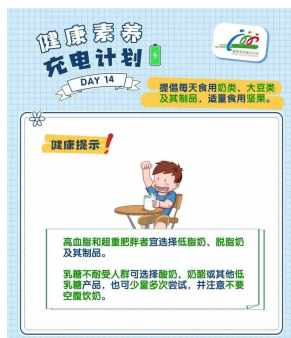 健康素养
充电计划
DAY 14
提倡每天食用奶类、大豆类
及其制品，适量食用坚果。
健康提示！
高血脂和超重肥胖者宜选择低脂奶、脱脂奶
及其制品。
乳糖不耐受人群可选择酸奶、奶酪或其他低
乳糖产品，也可少量多次尝试，并注意不要
空腹饮奶。